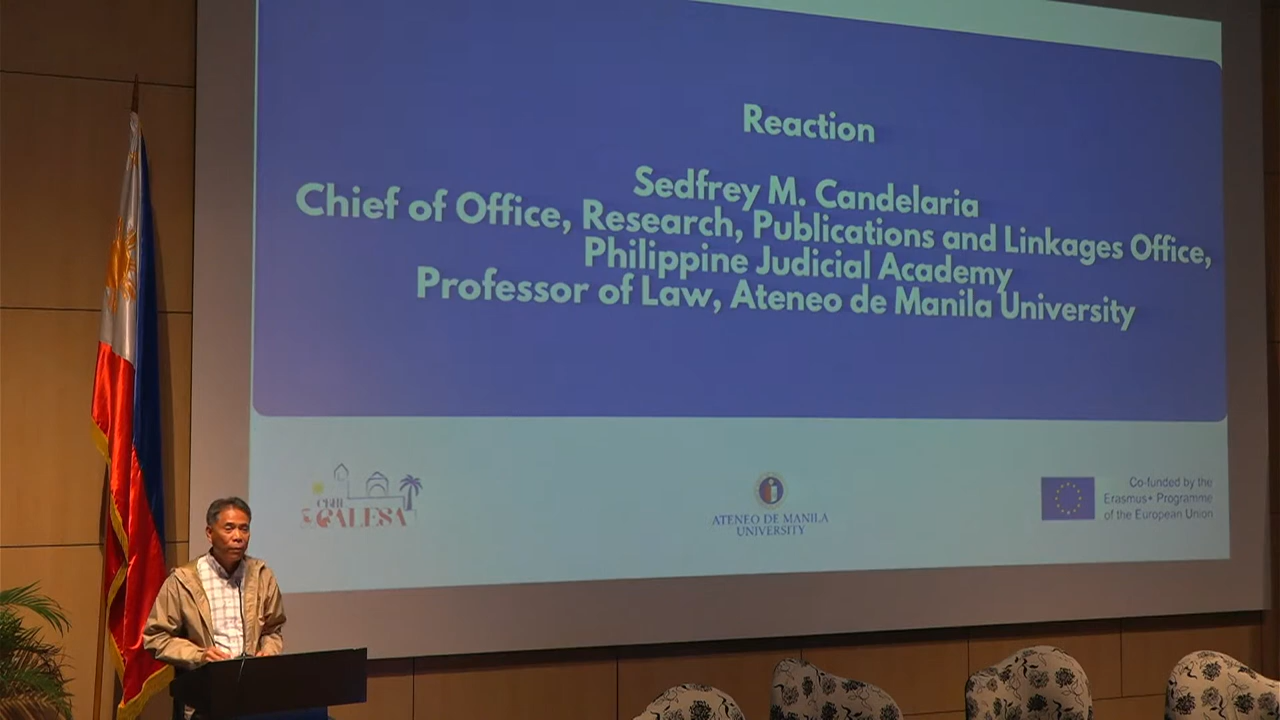 Reaction
Sedfrey M. Candelaria
Chief of Office, Research, Publications and Linkages Office,
Philippine Judicial Academy
Professor of Law, Ateneo de Manila University
CALESA
ATENEO DE MANILA
UNIVERSITY
Co-funded by the
Erasmus+ Programme
of the European Union